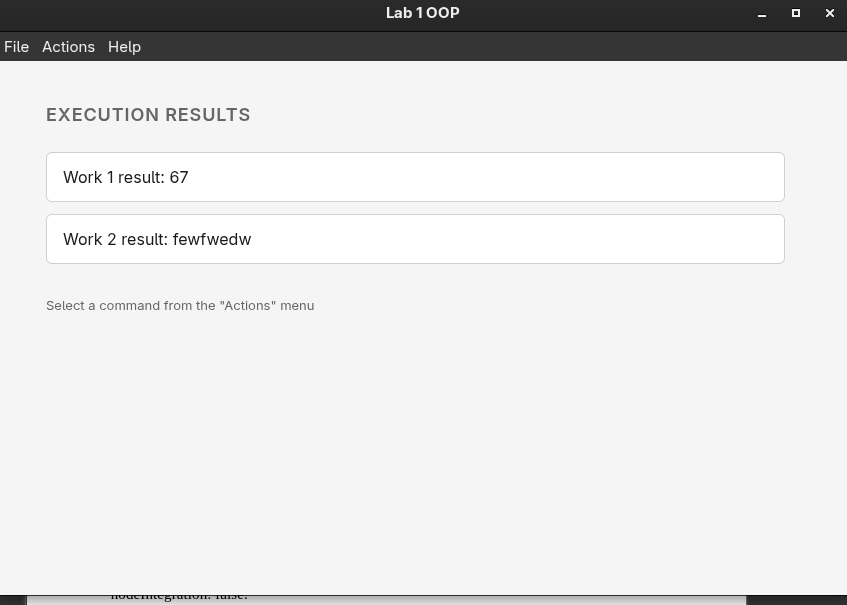 Lab 1 OOP
File Actions Help
EXECUTION RESULTS
Work 1 result: 67
Work 2 result: fewfwedw
Select a command from the "Actions" menu
nodeIntegration: false,